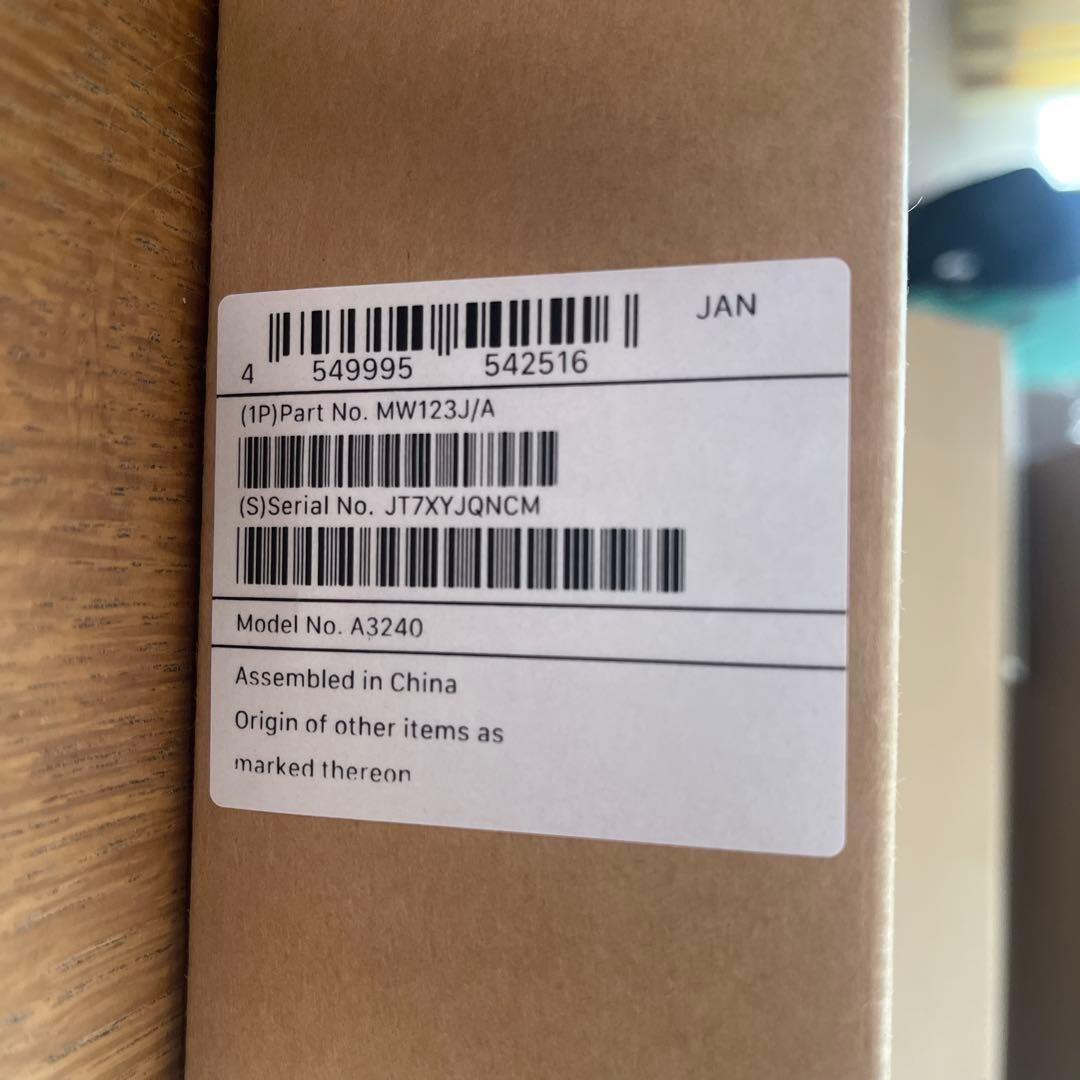 JAN
4 549995 542516
(1P)Part No. MW123J/A
(S)Serial No. JT7XYJQNCM
Model No. A3240
Assembled in China
Origin of other items as
marked thereon